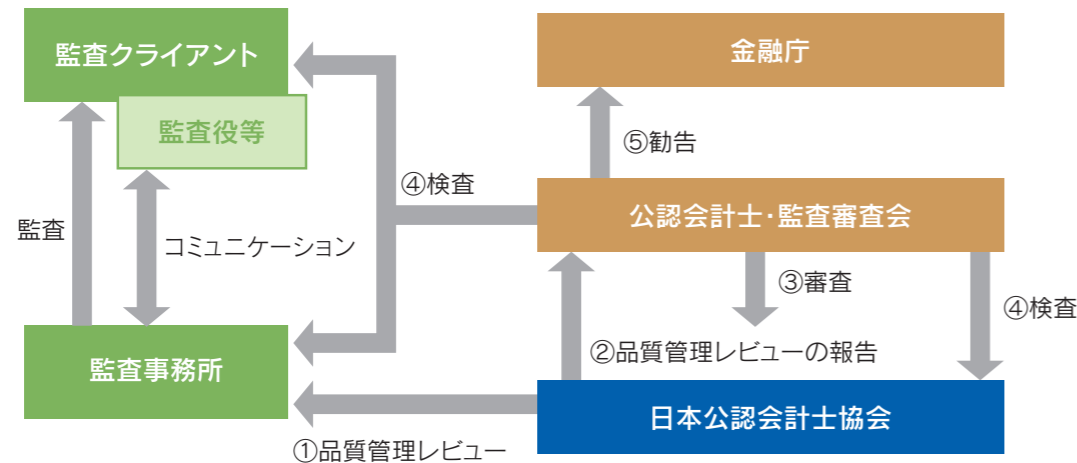 監査クライアント
監査役等
金融庁
⑤勧告
④検査
公認会計士・監査審査会
監査
コミュニケーション
③審査
④検査
②品質管理レビューの報告
監査事務所
日本公認会計士協会
①品質管理レビュー